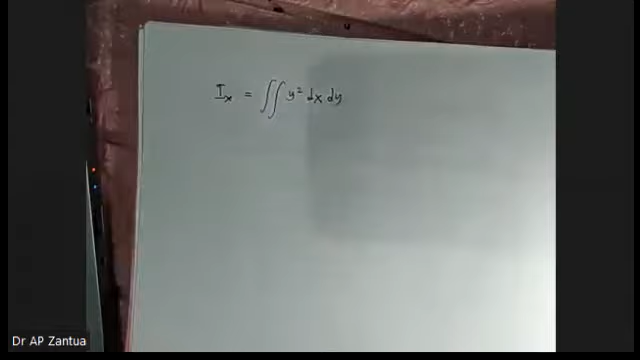 Ix = ∬ y² dx dy
Dr AP Zantua